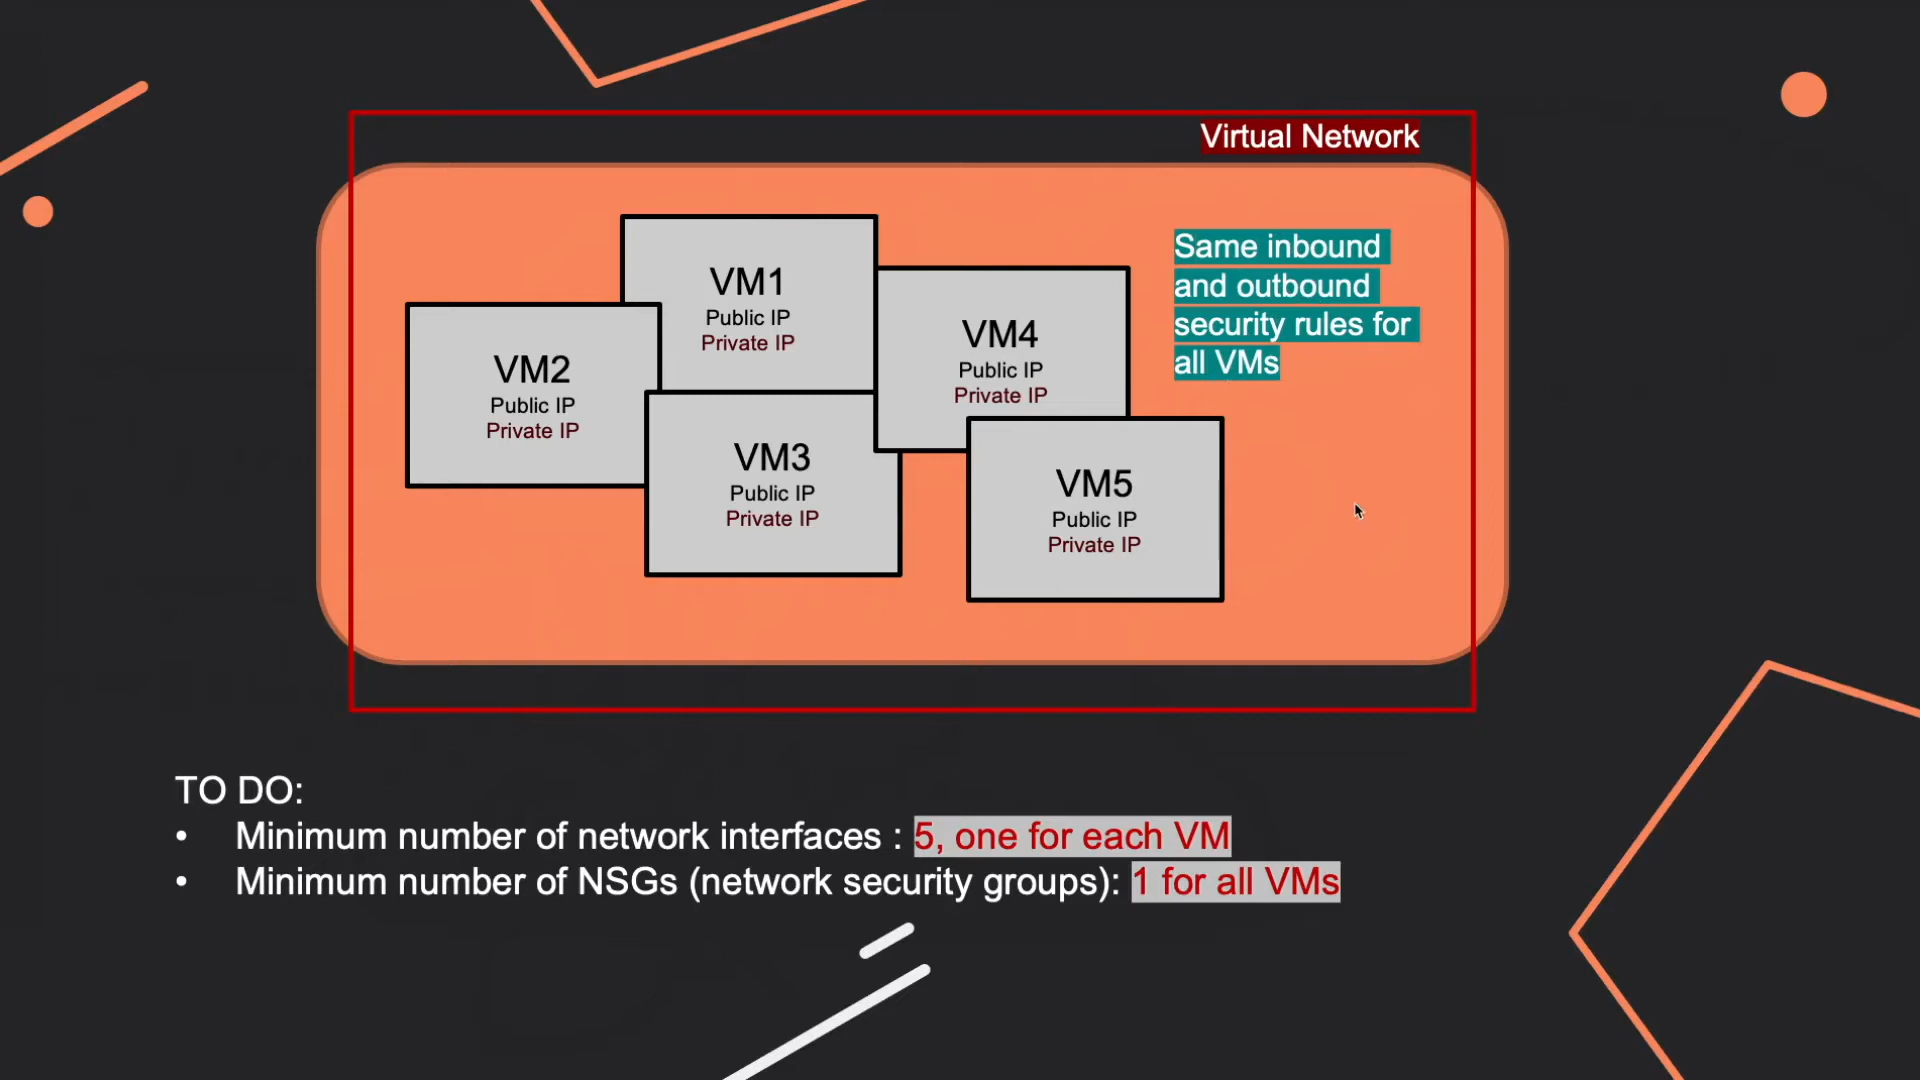 Virtual Network
Same inbound
and outbound
security rules for
all VMs
VM1
Public IP
Private IP
VM2
Public IP
Private IP
VM4
Public IP
Private IP
VM3
Public IP
Private IP
VM5
Public IP
Private IP
TO DO:
• Minimum number of network interfaces : 5, one for each VM
• Minimum number of NSGs (network security groups): 1 for all VMs